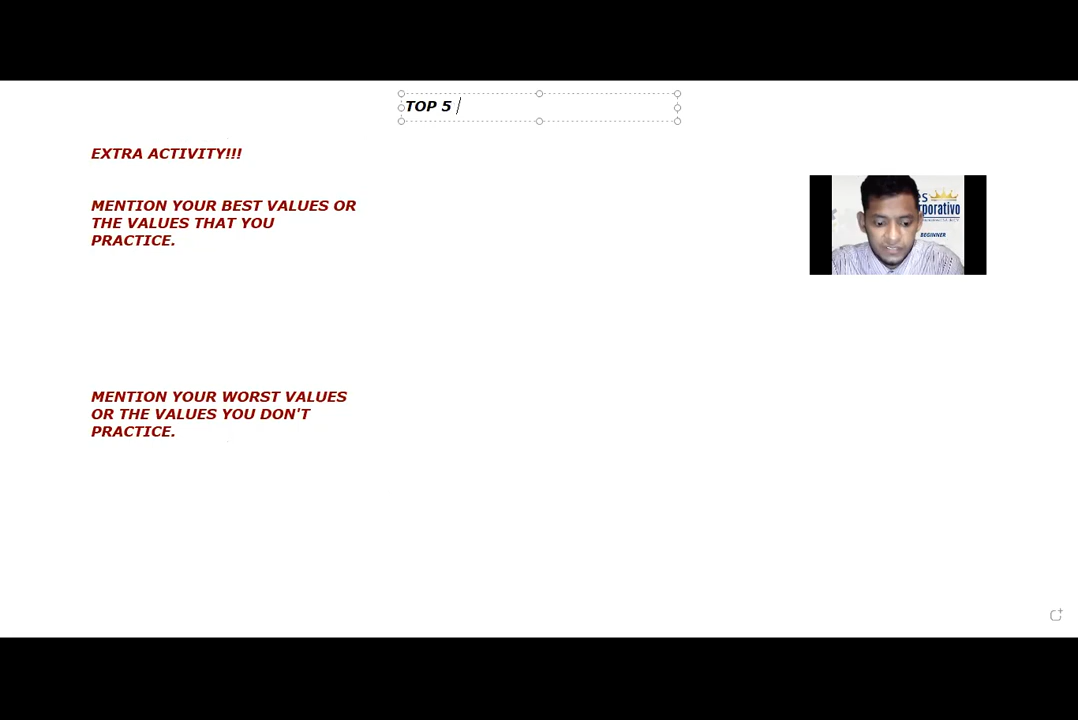 TOP 5
EXTRA ACTIVITY!!!
MENTION YOUR BEST VALUES OR
THE VALUES THAT YOU
PRACTICE.
MENTION YOUR WORST VALUES
OR THE VALUES YOU DON'T
PRACTICE.
BEGINNER